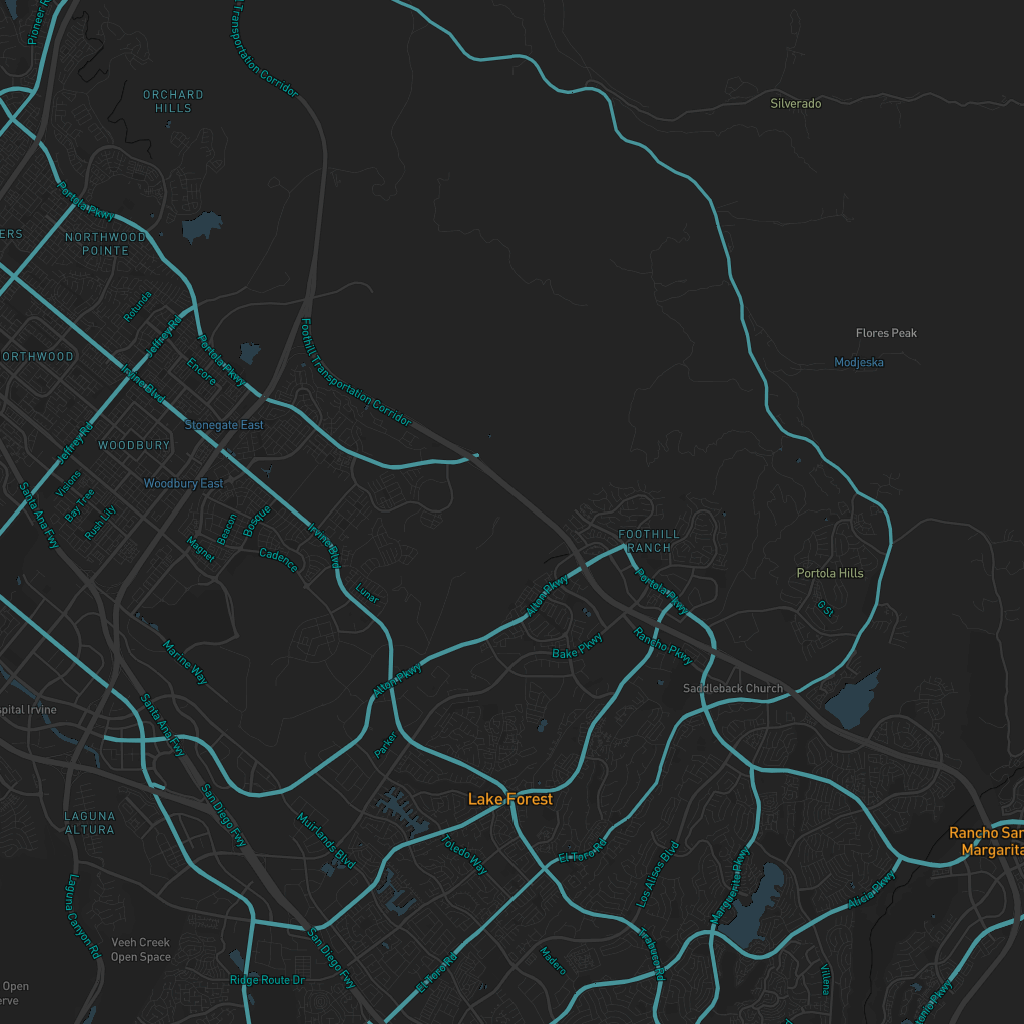 Transportation Corridor
ORCHARD
HILLS
Silverado
Portola Pkwy
NORTHWOOD
POINTE
Rotunda
Jeffrey Rd
Portola Pkwy
Encore
Irvine Blvd
Foothill Transportation Corridor
Flores Peak
Modjeska
Stonegate East
Jeffrey Rd
WOODBURY
Woodbury East
Visions
Bay Tree
Rush Lily
Santa Ana Fwy
Beacon
Bosque
Magnet
Cadence
Irvine Blvd
Lunar
FOOTHILL
RANCH
Portola Pkwy
Alton Pkwy
Portola Hills
G St
Bake Pkwy
Rancho Pkwy
Marine Way
Alton Pkwy
Saddleback Church
Irvine
Santa Ana Fwy
Parker
San Diego Fwy
Lake Forest
LAGUNA
ALTURA
Muirlands Blvd
Toledo Way
El Toro Rd
Los Alisos Blvd
Marguerite Pkwy
Alicia Pkwy
Rancho San
Margarita
Laguna Canyon Rd
Veeh Creek
Open Space
San Diego Fwy
Ridge Route Dr
El Toro Rd
Madero
Trabuco Rd
Villena
Open